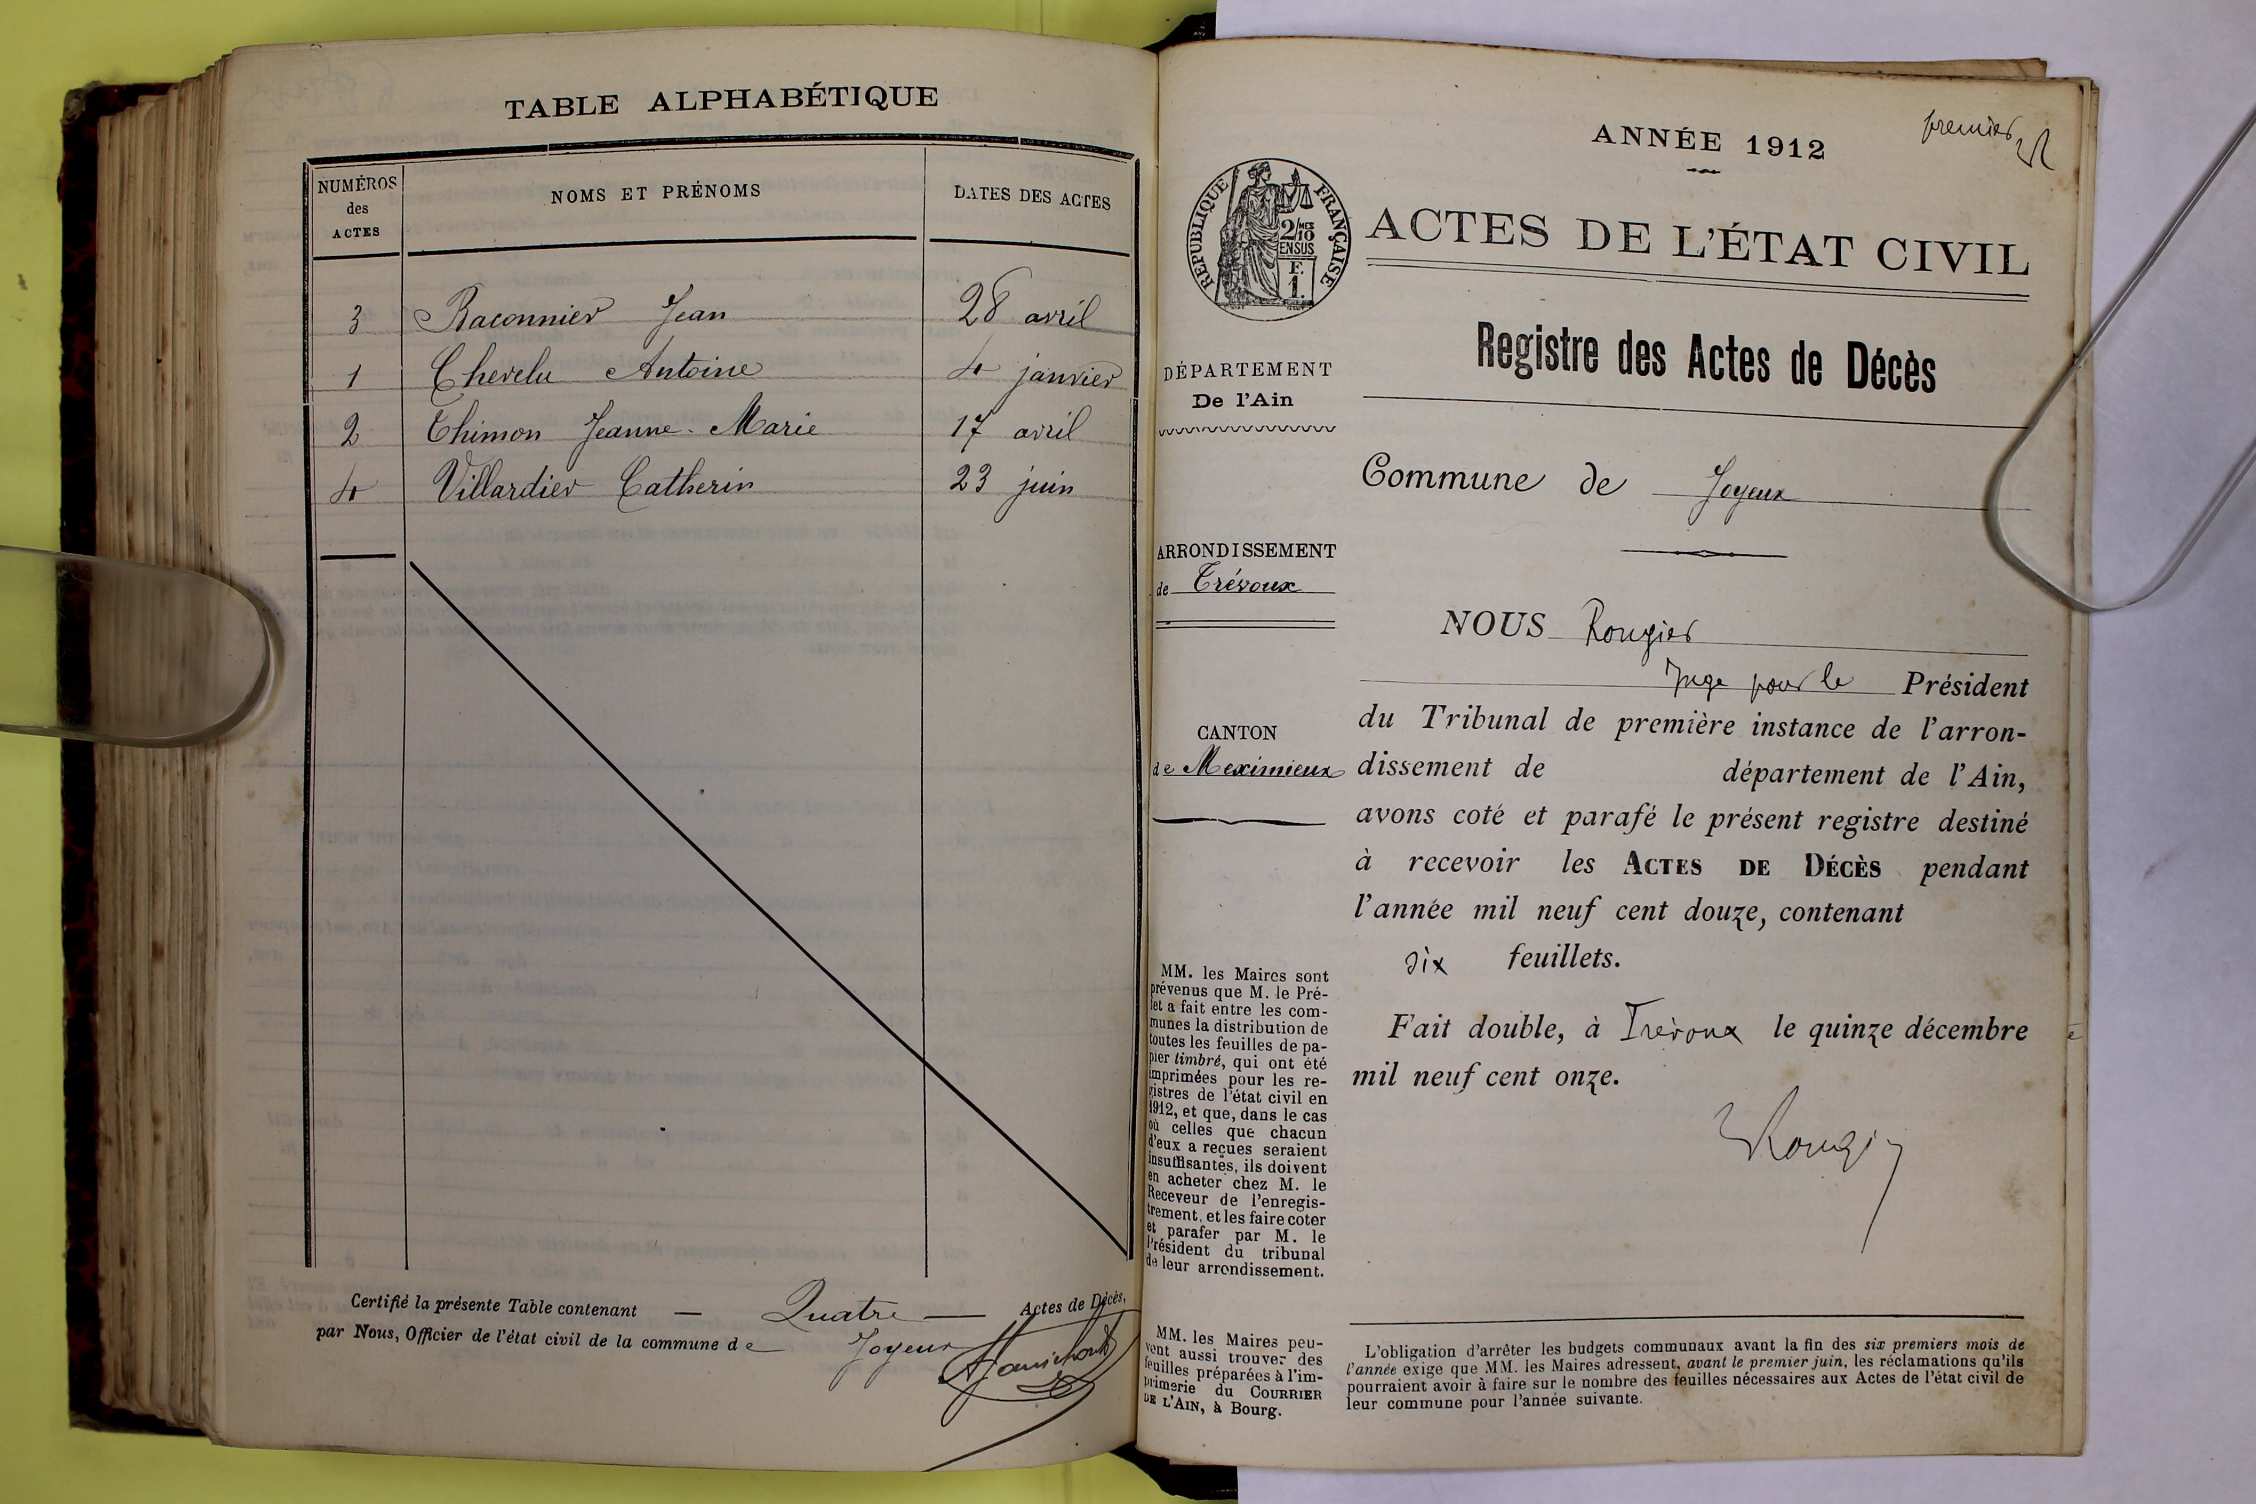 TABLE ALPHABÉTIQUE
NUMÉROS des ACTES
NOMS ET PRÉNOMS
DATES DES ACTES
3 Baconnier Jean 28 avril
1 Chevelu Antoine 4 janvier
2 Thimon Jeanne-Marie 17 avril
4 Villardier Catherin 23 juin
Certifié la présente Table contenant — Quatre — Actes de Décès,
par Nous, Officier de l'état civil de la commune de Joyeux
premier
ANNÉE 1912
RÉPUBLIQUE FRANÇAISE
2/10 MES
EN SUS
F.
1.
ACTES DE L'ÉTAT CIVIL
Registre des Actes de Décès
DÉPARTEMENT
De l'Ain
Commune de Joyeux
ARRONDISSEMENT
de Trévoux
CANTON
de Meximieux
NOUS Rougier
Juge pour le Président
du Tribunal de première instance de l'arron-
dissement de département de l'Ain,
avons coté et parafé le présent registre destiné
à recevoir les ACTES DE DÉCÈS pendant
l'année mil neuf cent douze, contenant
six feuillets.
Fait double, à Trévoux le quinze décembre
mil neuf cent onze.
Rougier
MM. les Maires sont
prévenus que M. le Pré-
fet a fait entre les com-
munes la distribution de
toutes les feuilles de pa-
pier timbré, qui ont été
imprimées pour les re-
gistres de l'état civil en
1912, et que, dans le cas
où celles que chacun
d'eux a reçues seraient
insuffisantes, ils doivent
en acheter chez M. le
Receveur de l'enregis-
trement, et les faire coter
et parafer par M. le
Président du tribunal
de leur arrondissement.
MM. les Maires peu-
vent aussi trouver des
feuilles préparées à l'im-
primerie du COURRIER
DE L'AIN, à Bourg.
L'obligation d'arrêter les budgets communaux avant la fin des six premiers mois de
l'année exige que MM. les Maires adressent, avant le premier juin, les réclamations qu'ils
pourraient avoir à faire sur le nombre des feuilles nécessaires aux Actes de l'état civil de
leur commune pour l'année suivante.